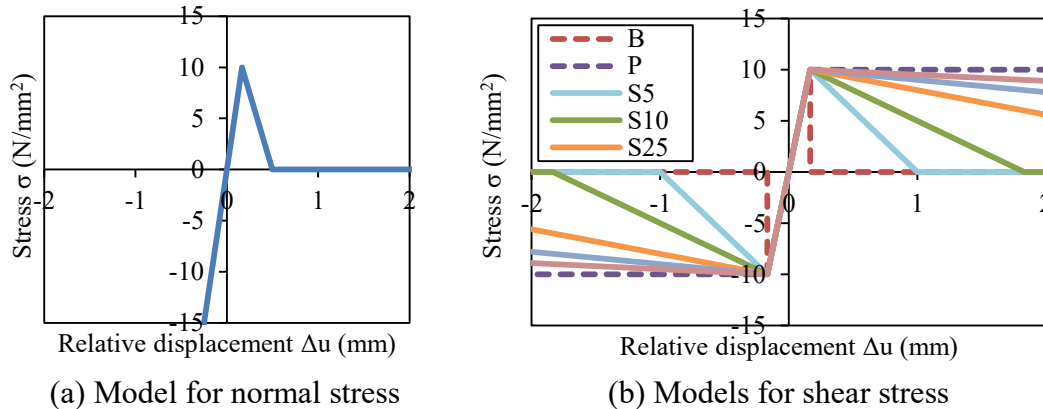 Stress σ (N/mm²)
15
10
5
0
-5
-10
-15
-2
-1
0
1
2
Relative displacement Δu (mm)
(a) Model for normal stress
Stress σ (N/mm²)
15
10
5
0
-5
-10
-15
-2
-1
0
1
2
B
P
S5
S10
S25
Relative displacement Δu (mm)
(b) Models for shear stress